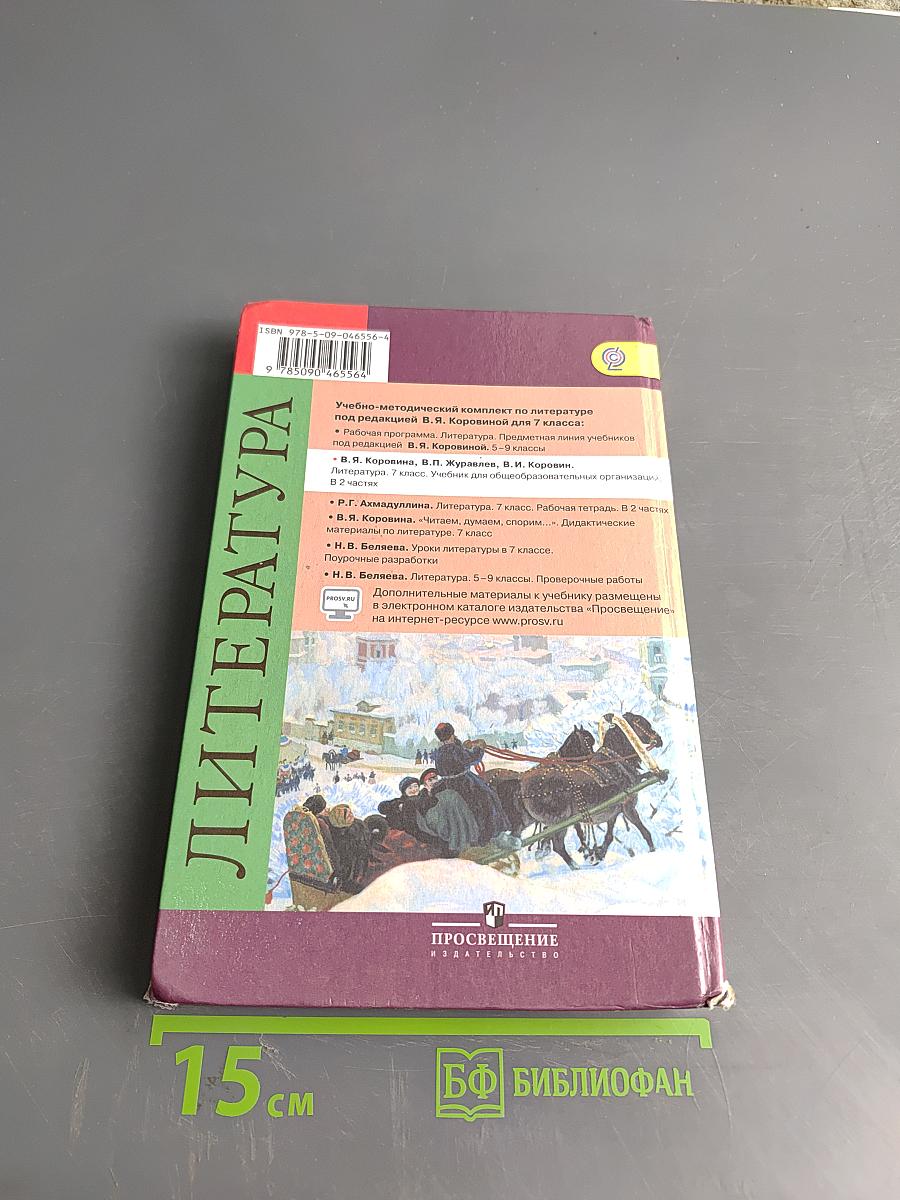 ISBN 978-5-09-046556-4
9 785090 465564
ЛИТЕРАТУРА
Учебно-методический комплект по литературе
под редакцией В.Я. Коровиной для 7 класса:
• Рабочая программа. Литература. Предметная линия учебников
под редакцией В.Я. Коровиной. 5–9 классы
• В.Я. Коровина, В.П. Журавлев, В.И. Коровин.
Литература. 7 класс. Учебник для общеобразовательных организаций.
В 2 частях
• Р.Г. Ахмадуллина. Литература. 7 класс. Рабочая тетрадь. В 2 частях
• В.Я. Коровина. «Читаем, думаем, спорим...». Дидактические
материалы по литературе. 7 класс
• Н.В. Беляева. Уроки литературы в 7 классе.
Поурочные разработки
• Н.В. Беляева. Литература. 5–9 классы. Проверочные работы
PROSV.RU
Дополнительные материалы к учебнику размещены
в электронном каталоге издательства «Просвещение»
на интернет-ресурсе www.prosv.ru
ПРОСВЕЩЕНИЕ
ИЗДАТЕЛЬСТВО
15 см
БФ БИБЛИОФАН